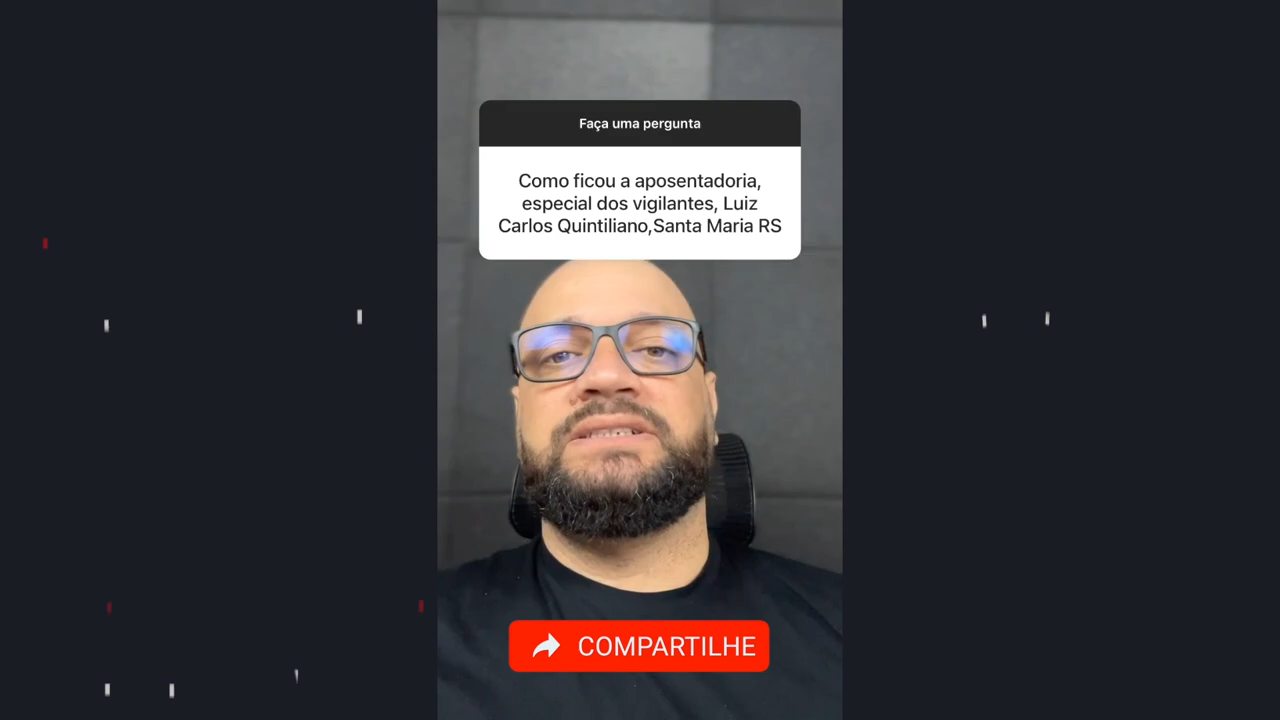 Faça uma pergunta
Como ficou a aposentadoria,
especial dos vigilantes, Luiz
Carlos Quintiliano,Santa Maria RS
COMPARTILHE